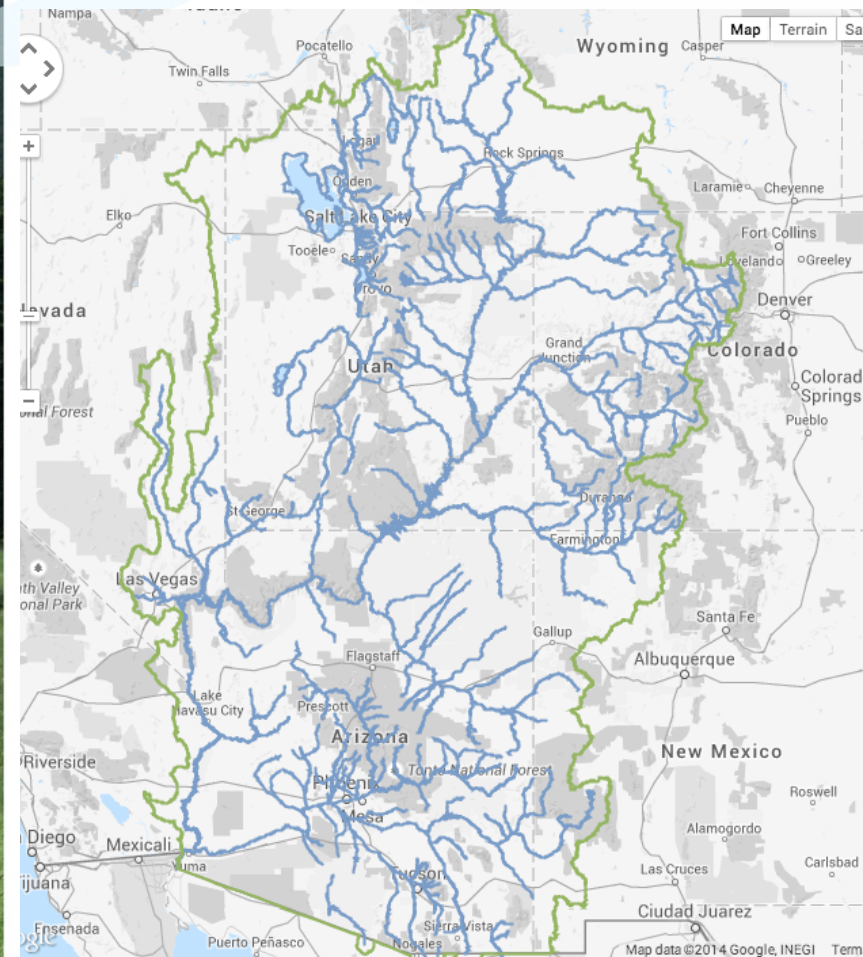 Nampa
Pocatello
Twin Falls
Wyoming
Casper
Map
Terrain
Sa
Logan
Rock Springs
Ogden
Laramie
Cheyenne
Elko
Salt Lake City
Fort Collins
Tooele
Sandy
Loveland
Greeley
Provo
Denver
Grand
Junction
Colorado
Utah
Colorad
Springs
Pueblo
Durango
St George
Farmington
Las Vegas
Santa Fe
Gallup
Flagstaff
Albuquerque
Lake
Havasu City
Prescott
Arizona
New Mexico
Riverside
Tonto National Forest
Phoenix
Mesa
Roswell
Alamogordo
Diego
Mexicali
Yuma
Tucson
Las Cruces
Carlsbad
ijuana
Ciudad Juarez
Ensenada
Sierra Vista
Puerto Peñasco
Nogales
Map data ©2014 Google, INEGI
Term